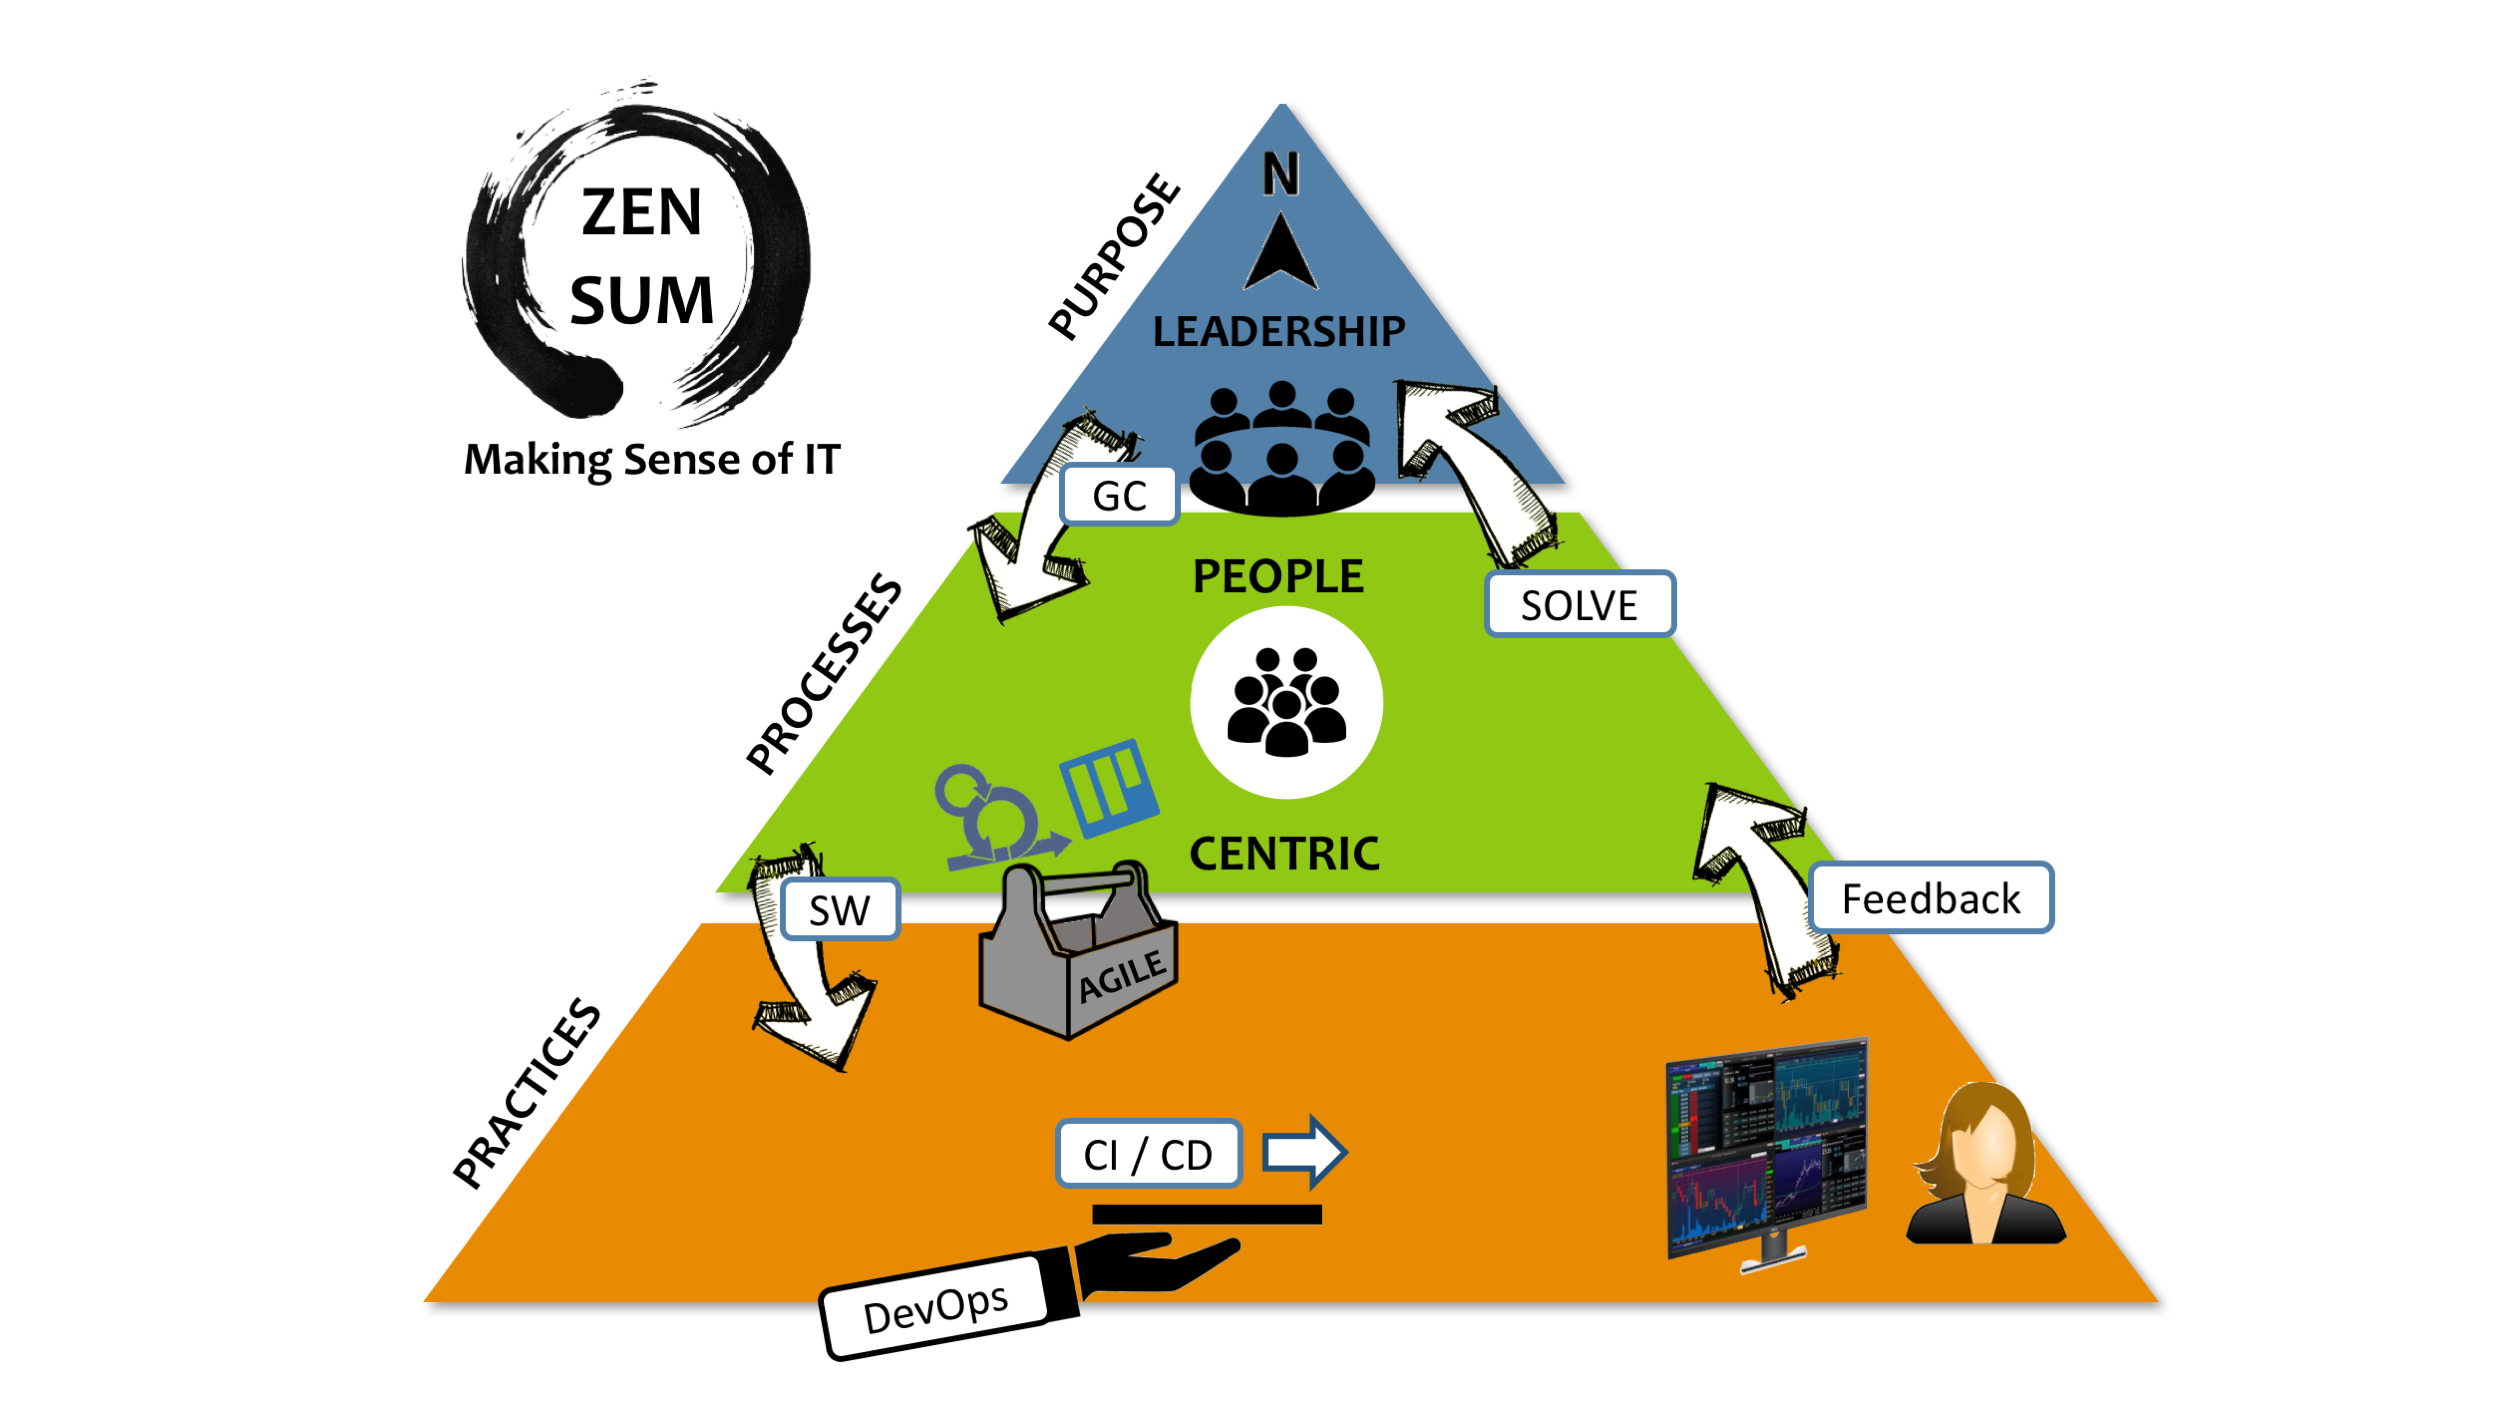 ZEN
SUM
Making Sense of IT
PURPOSE
N
LEADERSHIP
GC
SOLVE
PROCESSES
PEOPLE
CENTRIC
SW
Feedback
AGILE
PRACTICES
CI / CD
DevOps